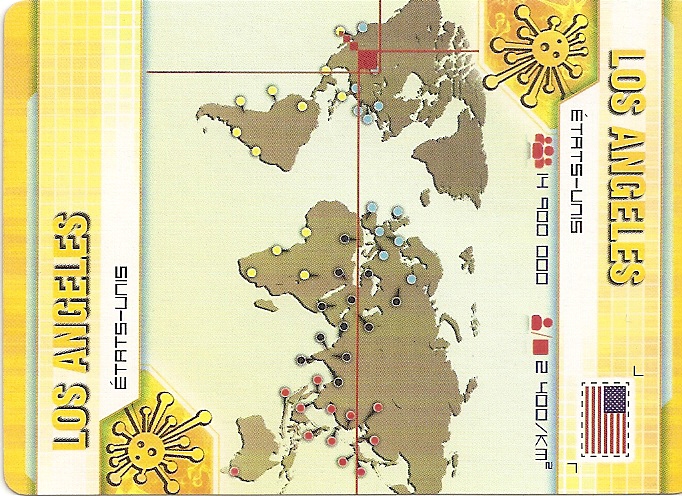 LOS ANGELES
ÉTATS-UNIS
14 900 000
/ 2 400/KM²
ÉTATS-UNIS
LOS ANGELES